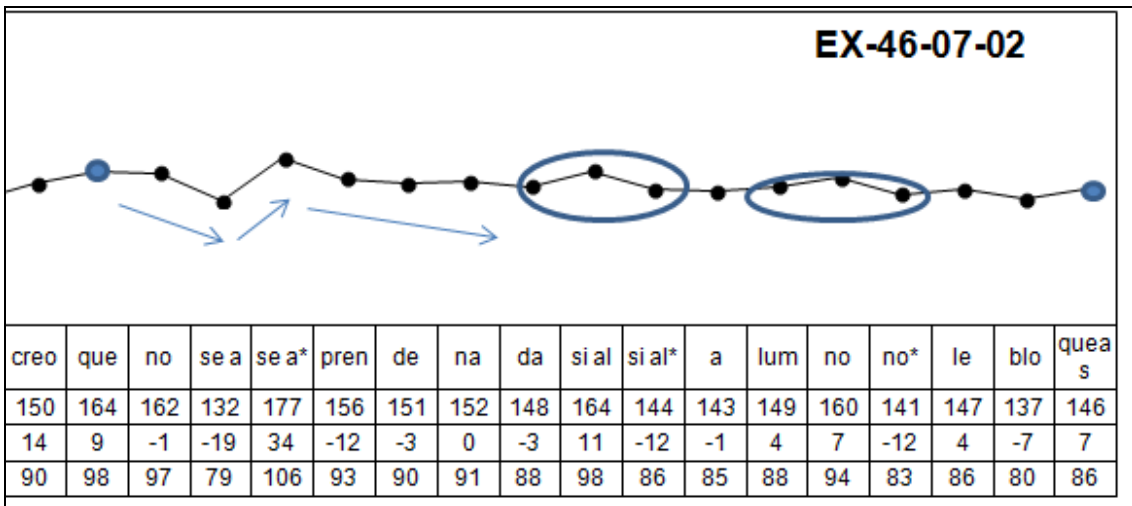 EX-46-07-02
creo que no se a se a* pren de na da si al si al* a lum no no* le blo quea s
150 164 162 132 177 156 151 152 148 164 144 143 149 160 141 147 137 146
14 9 -1 -19 34 -12 -3 0 -3 11 -12 -1 4 7 -12 4 -7 7
90 98 97 79 106 93 90 91 88 98 86 85 88 94 83 86 80 86